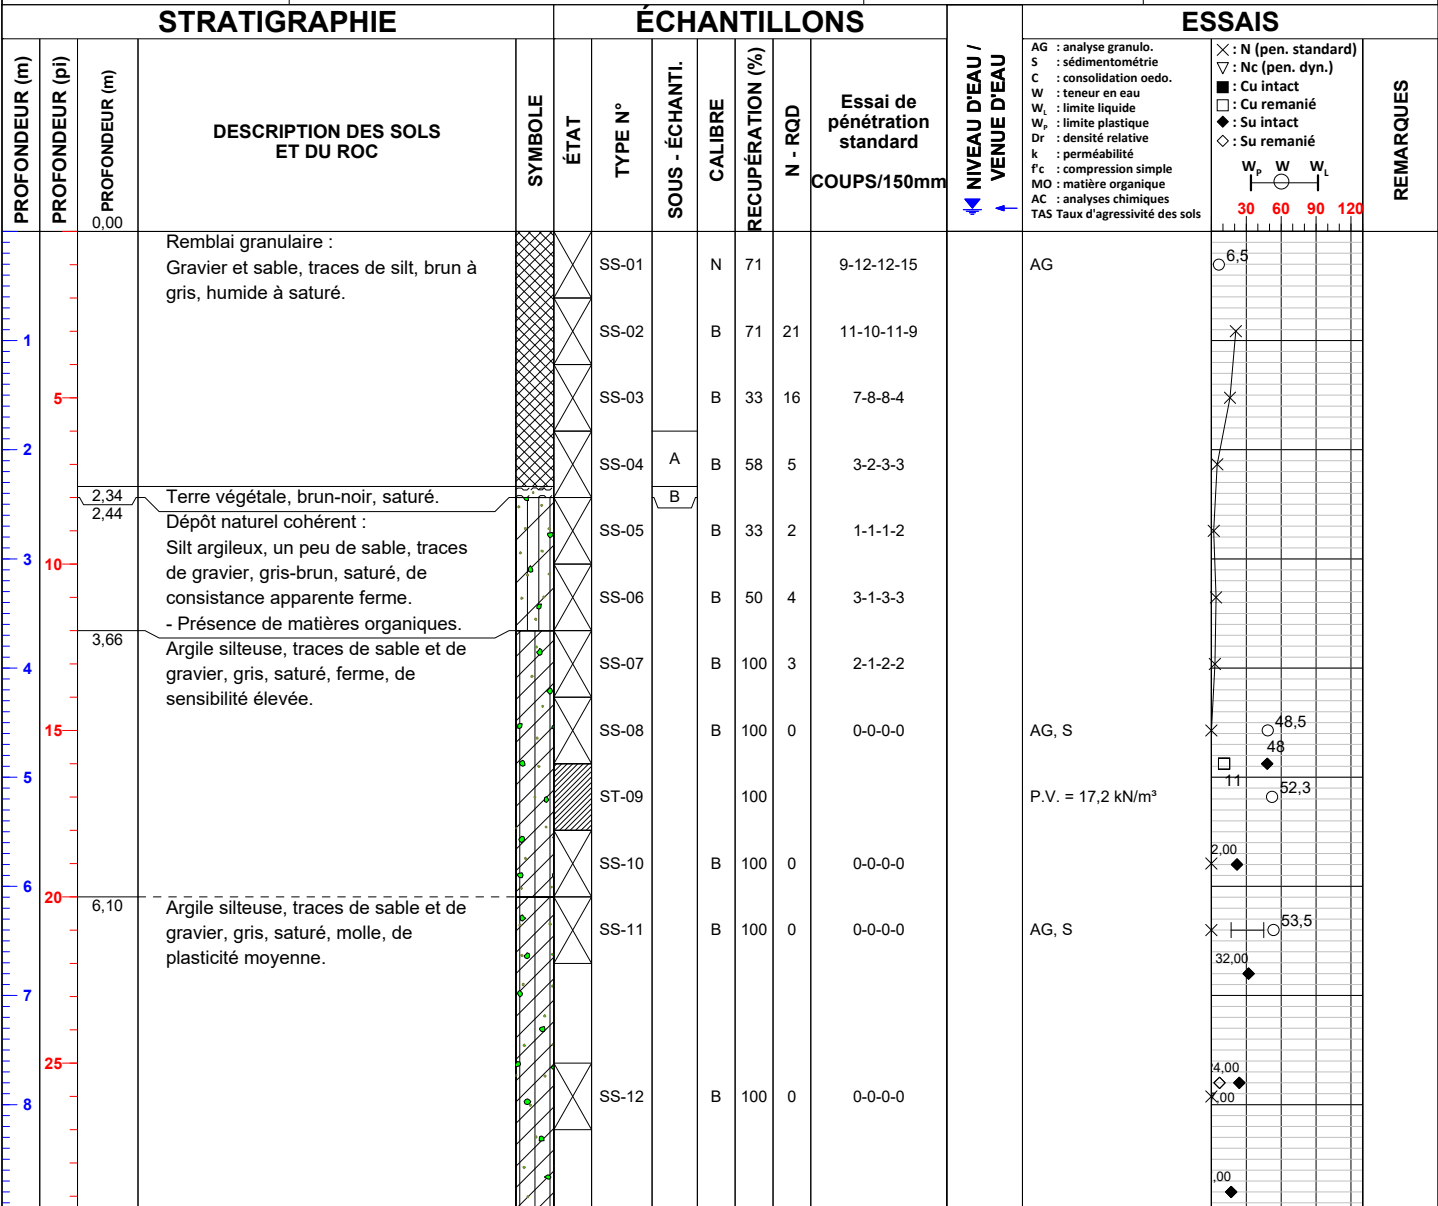 STRATIGRAPHIE
ÉCHANTILLONS
ESSAIS
PROFONDEUR (m)
PROFONDEUR (pi)
PROFONDEUR (m)
0,00
DESCRIPTION DES SOLS
ET DU ROC
SYMBOLE
ÉTAT
TYPE N°
SOUS - ÉCHANTI.
CALIBRE
RECUPÉRATION (%)
N - RQD
Essai de
pénétration
standard
COUPS/150mm
NIVEAU D'EAU /
VENUE D'EAU
AG : analyse granulo.
S : sédimentométrie
C : consolidation oedo.
W : teneur en eau
WL : limite liquide
WP : limite plastique
Dr : densité relative
k : perméabilité
f'c : compression simple
MO : matière organique
AC : analyses chimiques
TAS Taux d'agressivité des sols
: N (pen. standard)
: Nc (pen. dyn.)
: Cu intact
: Cu remanié
: Su intact
: Su remanié
WP W WL
30 60 90 120
REMARQUES
Remblai granulaire :
Gravier et sable, traces de silt, brun à
gris, humide à saturé.
SS-01 N 71 9-12-12-15 AG 6,5
1 SS-02 B 71 21 11-10-11-9
5 SS-03 B 33 16 7-8-8-4
2 SS-04 A B 58 5 3-2-3-3
2,34 Terre végétale, brun-noir, saturé. B
2,44 Dépôt naturel cohérent :
Silt argileux, un peu de sable, traces
de gravier, gris-brun, saturé, de
consistance apparente ferme.
- Présence de matières organiques.
SS-05 B 33 2 1-1-1-2
3
10
SS-06 B 50 4 3-1-3-3
3,66 Argile silteuse, traces de sable et de
gravier, gris, saturé, ferme, de
sensibilité élevée.
4 SS-07 B 100 3 2-1-2-2
15 SS-08 B 100 0 0-0-0-0 AG, S 48,5
48
11
5
ST-09 100 P.V. = 17,2 kN/m³ 52,3
SS-10 B 100 0 0-0-0-0 2,00
6
20
6,10 Argile silteuse, traces de sable et de
gravier, gris, saturé, molle, de
plasticité moyenne.
SS-11 B 100 0 0-0-0-0 AG, S 53,5
32,00
7
25
4,00
8 SS-12 B 100 0 0-0-0-0 ,00
,00